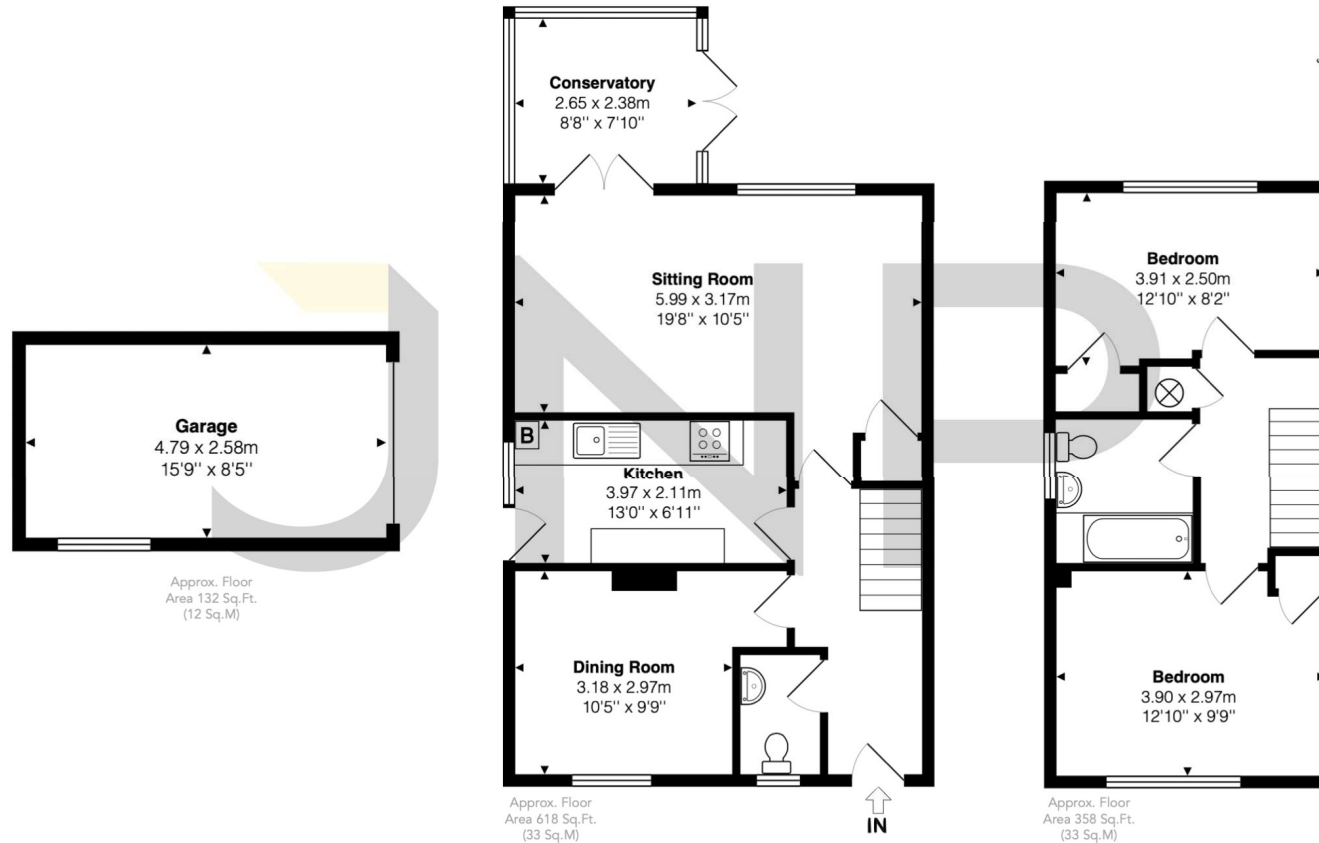 Conservatory
2.65 x 2.38m
8'8'' x 7'10''
Sitting Room
5.99 x 3.17m
19'8'' x 10'5''
Bedroom
3.91 x 2.50m
12'10'' x 8'2''
Garage
4.79 x 2.58m
15'9'' x 8'5''
B
Kitchen
3.97 x 2.11m
13'0'' x 6'11''
Approx. Floor
Area 132 Sq.Ft.
(12 Sq.M)
Dining Room
3.18 x 2.97m
10'5'' x 9'9''
Bedroom
3.90 x 2.97m
12'10'' x 9'9''
Approx. Floor
Area 618 Sq.Ft.
(33 Sq.M)
IN
Approx. Floor
Area 358 Sq.Ft.
(33 Sq.M)
JNP